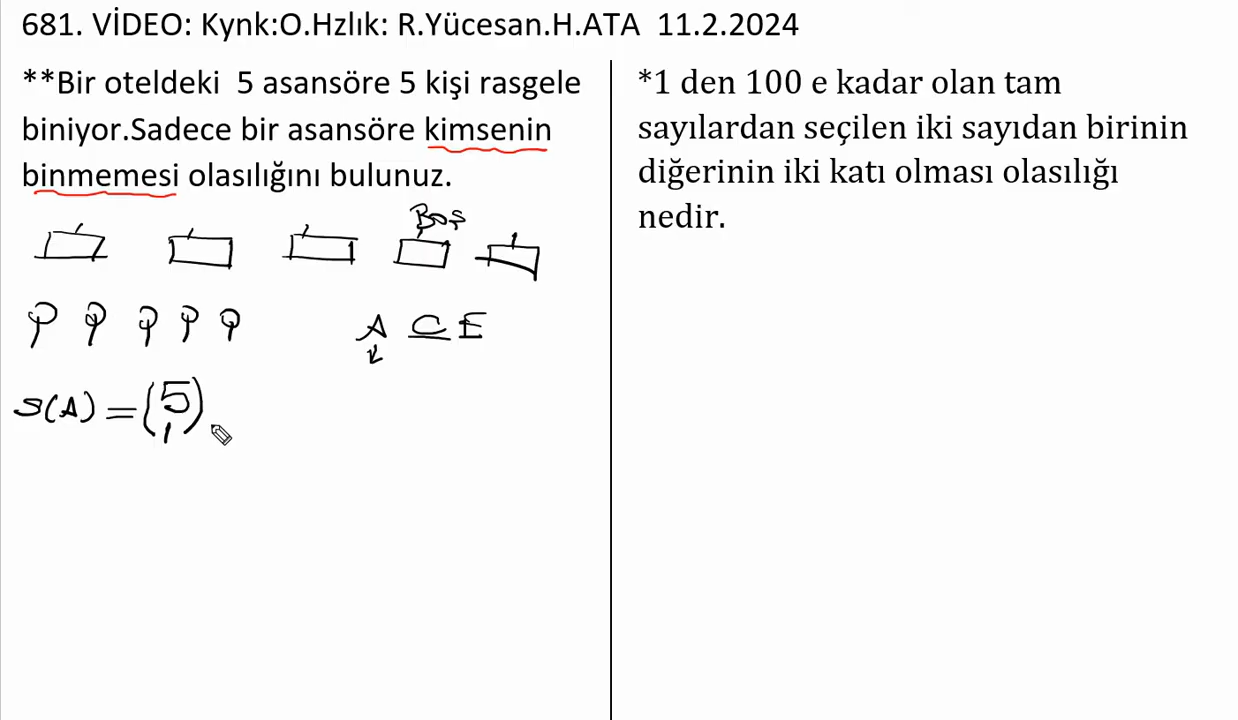 681. VİDEO: Kynk:O.Hzlık: R.Yücesan.H.ATA 11.2.2024
**Bir oteldeki 5 asansöre 5 kişi rasgele
biniyor.Sadece bir asansöre kimsenin
binmemesi olasılığını bulunuz.
BOŞ
A C E
S(A) = (5
1)
*1 den 100 e kadar olan tam
sayılardan seçilen iki sayıdan birinin
diğerinin iki katı olması olasılığı
nedir.